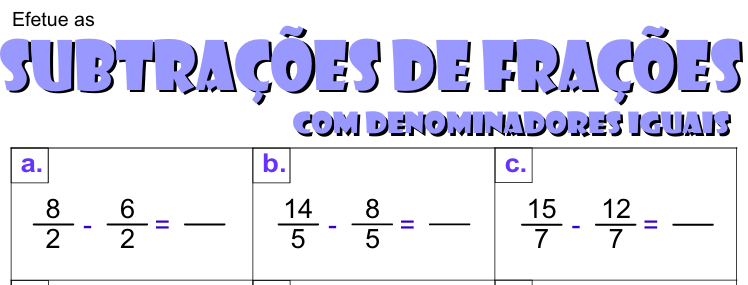 Efetue as
SUBTRAÇÕES DE FRAÇÕES
COM DENOMINADORES IGUAIS
a. b. c.
8/2 - 6/2 = 14/5 - 8/5 = 15/7 - 12/7 =